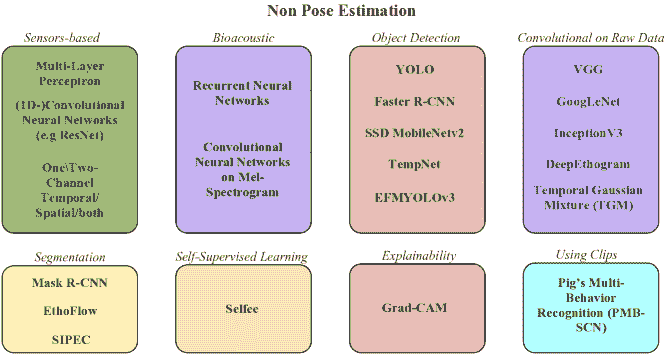 Non Pose Estimation
Sensors-based
Multi-Layer
Perceptron
(1D-)Convolutional
Neural Networks
(e.g ResNet)
One\Two-
Channel
Temporal/
Spatial/both
Bioacoustic
Recurrent Neural
Networks
Convolutional
Neural Networks
on Mel-
Spectrogram
Object Detection
YOLO
Faster R-CNN
SSD MobileNetv2
TempNet
EFMYOLOv3
Convolutional on Raw Data
VGG
GoogLeNet
InceptionV3
DeepEthogram
Temporal Gaussian
Mixture (TGM)
Segmentation
Mask R-CNN
EthoFlow
SIPEC
Self-Supervised Learning
Selfee
Explainability
Grad-CAM
Using Clips
Pig's Multi-
Behavior
Recognition (PMB-
SCN)